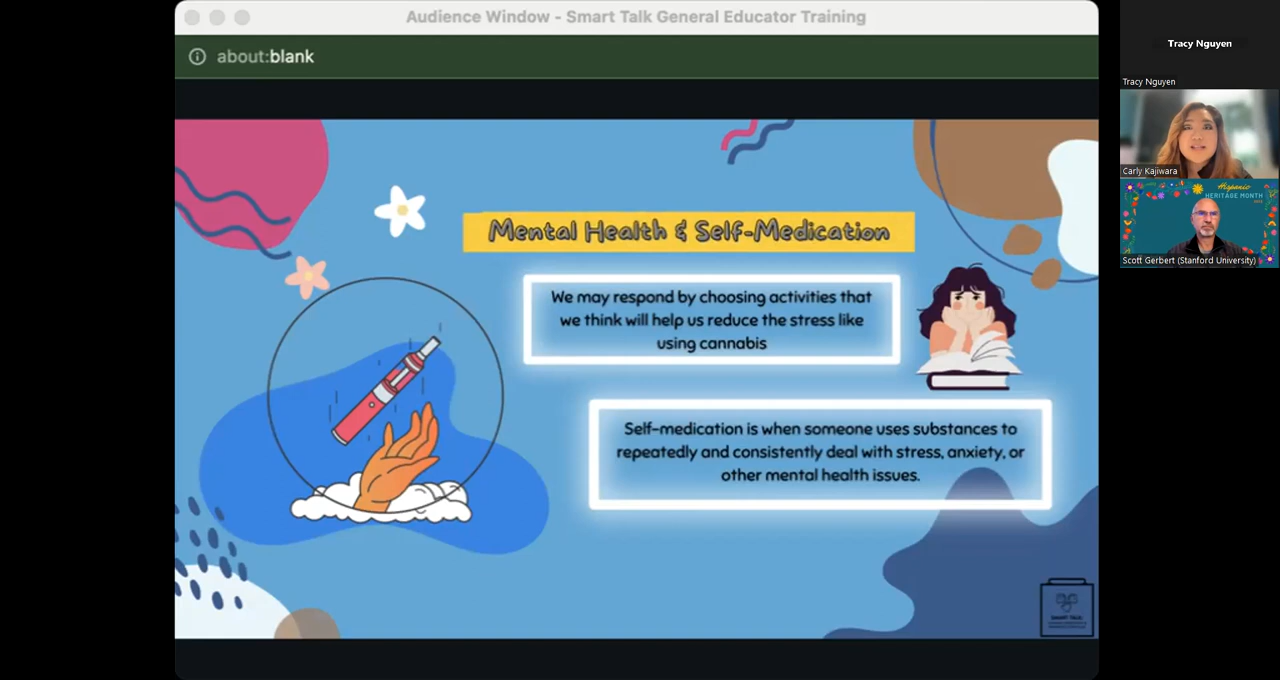 Audience Window - Smart Talk General Educator Training
about:blank
Mental Health & Self-Medication
We may respond by choosing activities that
we think will help us reduce the stress like
using cannabis
Self-medication is when someone uses substances to
repeatedly and consistently deal with stress, anxiety, or
other mental health issues.
SMART TALK:
Tracy Nguyen
Tracy Nguyen
Carly Kajiwara
Hispanic
HERITAGE MONTH
Scott Gerbert (Stanford University)